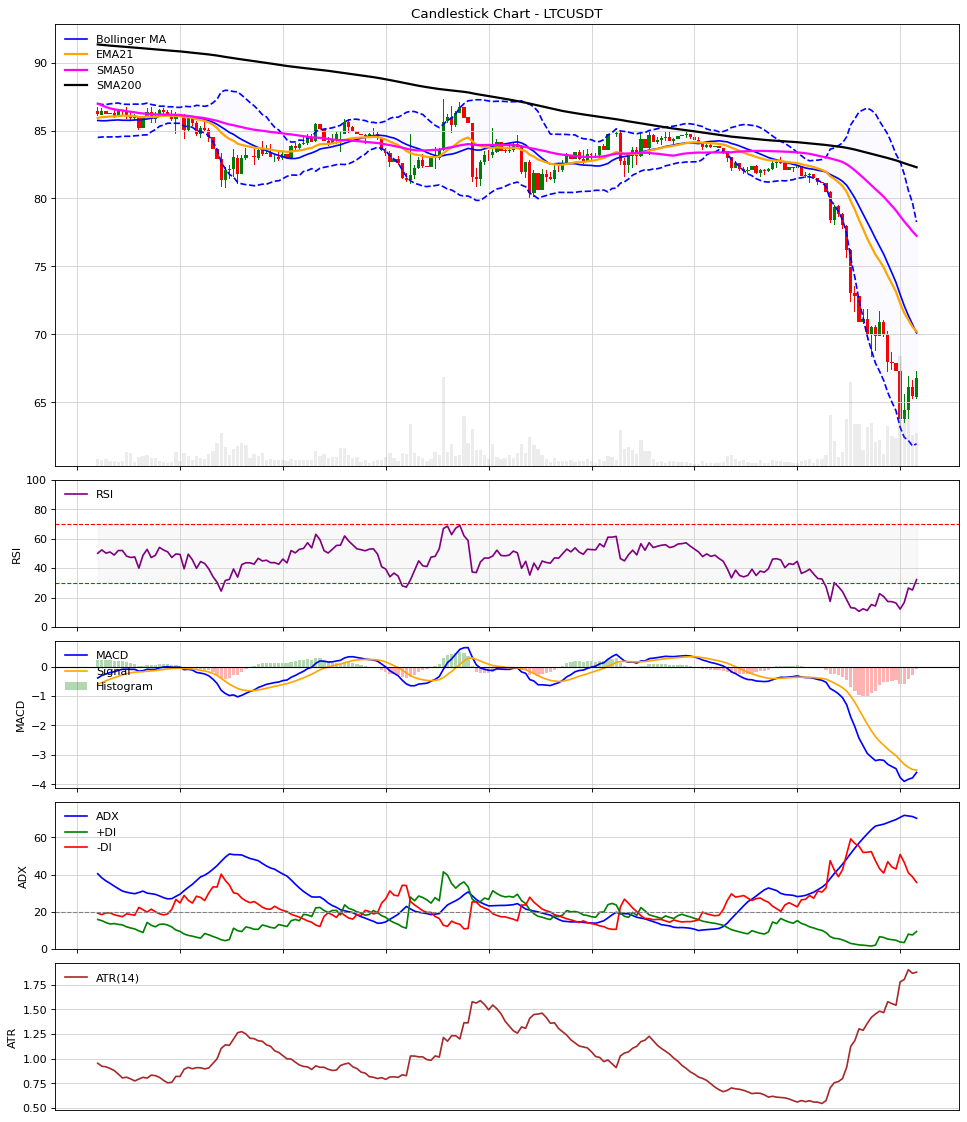 Candlestick Chart - LTCUSDT
Bollinger MA
EMA21
SMA50
SMA200
90
85
80
75
70
65
RSI
RSI
100
80
60
40
20
0
MACD
Signal
Histogram
MACD
0
−1
−2
−3
−4
ADX
+DI
-DI
ADX
60
40
20
0
ATR(14)
ATR
1.75
1.50
1.25
1.00
0.75
0.50